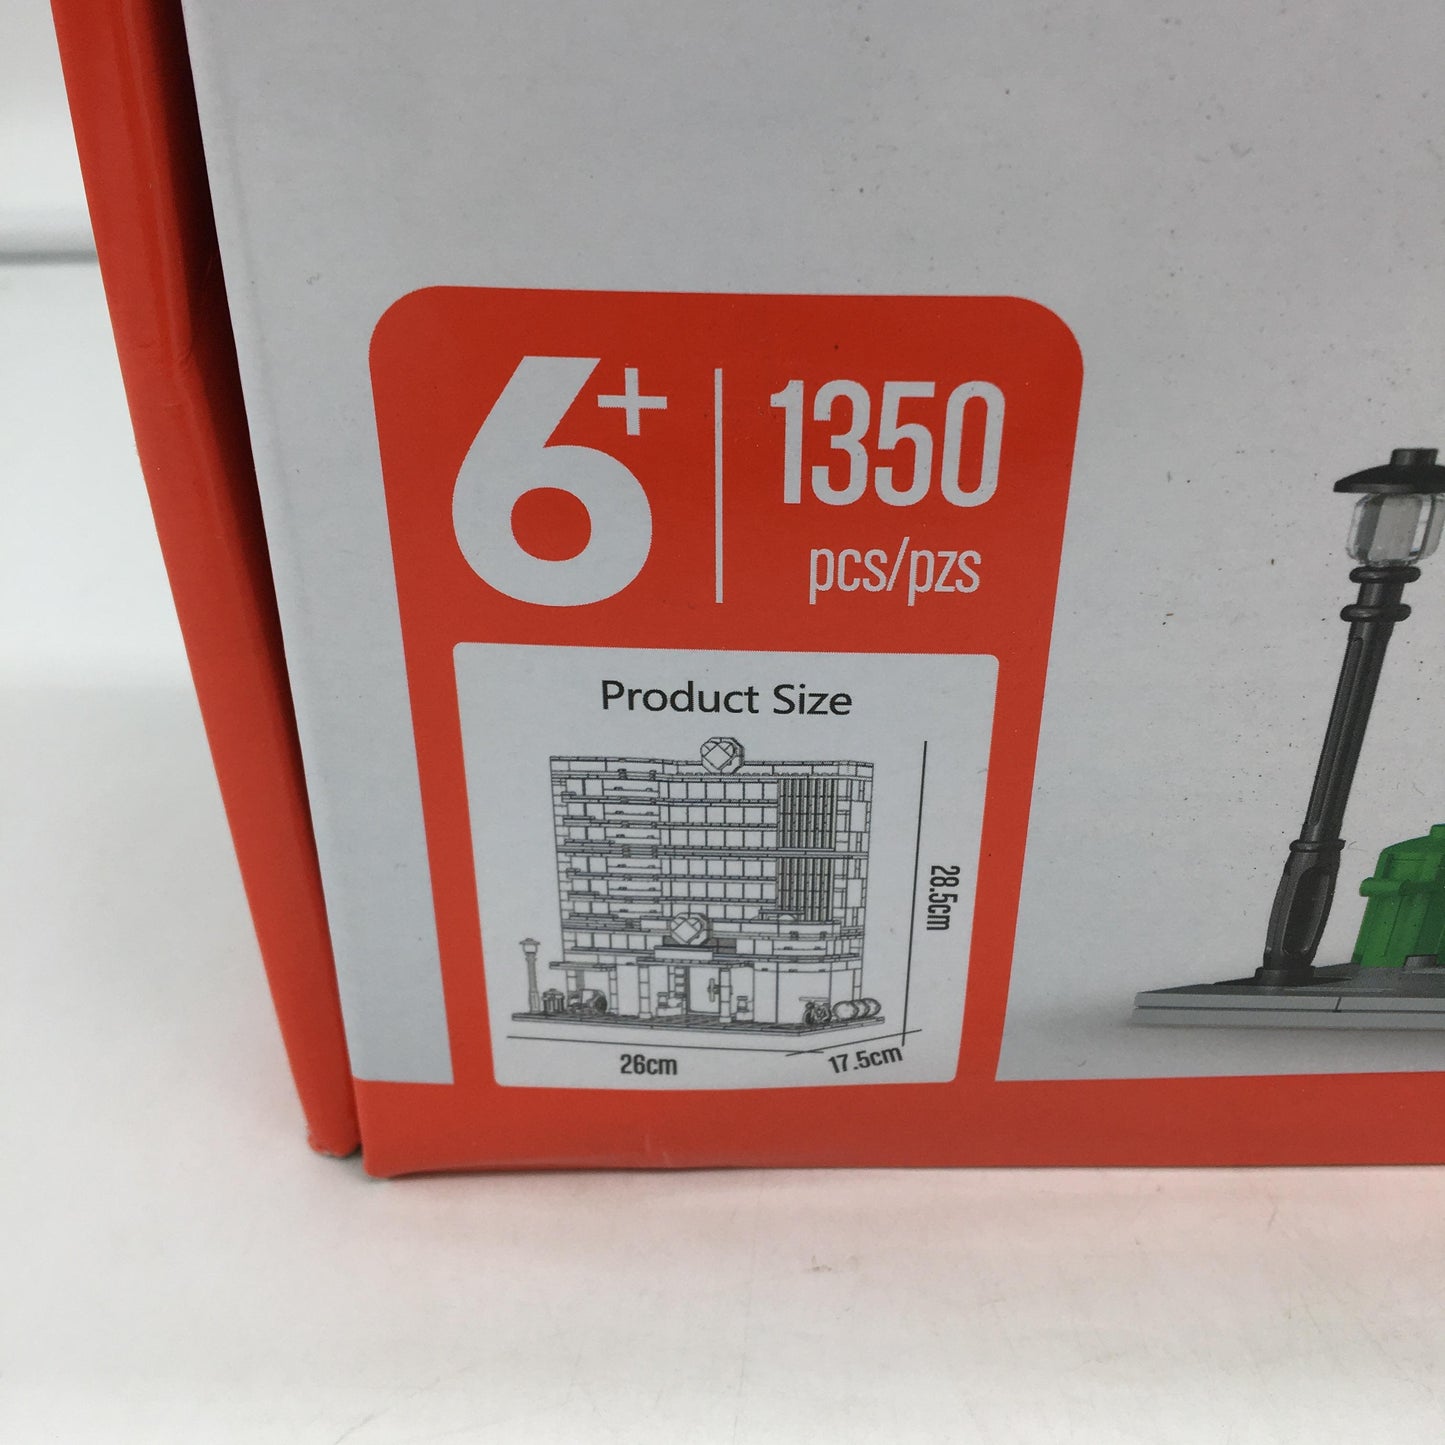 6+
1350
pcs/pzs
Product Size
28.5cm
26cm
17.5cm